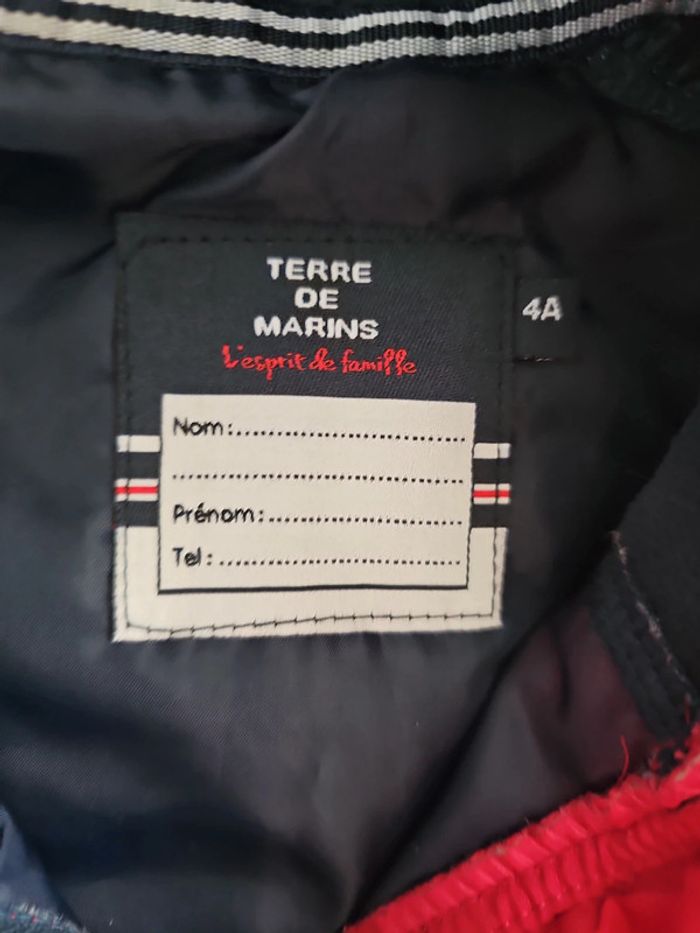 TERRE
DE
MARINS
L'esprit de famille
4A
Nom:
Prénom:
Tel: